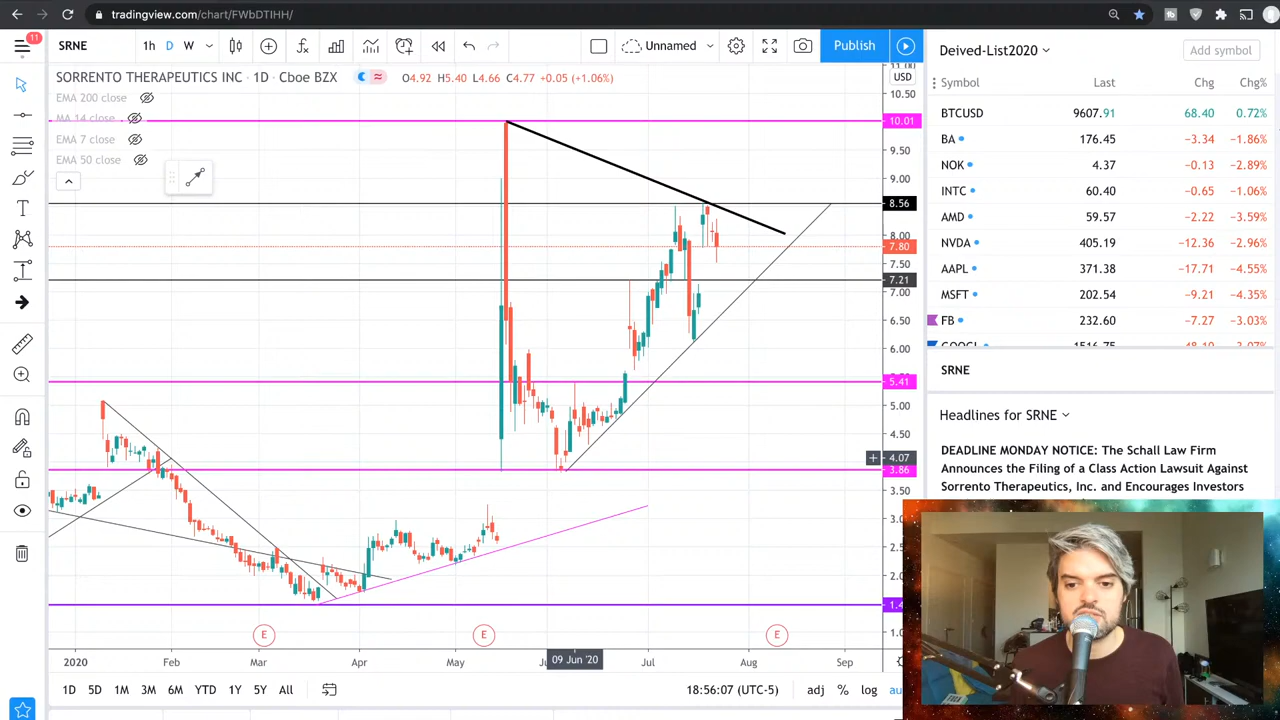 tradingview.com/chart/FWbDTIHH/
11
SRNE
1h D W
Unnamed
Publish
SORRENTO THERAPEUTICS INC · 1D · Cboe BZX
O4.92 H5.40 L4.66 C4.77 +0.05 (+1.06%)
EMA 200 close
MA 14 close
EMA 7 close
EMA 50 close
USD
11.00
10.50
10.01
9.50
9.00
8.56
8.00
7.80
7.50
7.21
7.00
6.50
6.00
5.41
5.00
4.50
4.07
3.86
3.50
E E E
2020 Feb Mar Apr May 09 Jun '20 Jul Aug Sep
1D 5D 1M 3M 6M YTD 1Y 5Y All
18:56:07 (UTC-5) adj % log
Deived-List2020
Add symbol
Symbol Last Chg Chg%
BTCUSD 9607.91 68.40 0.72%
BA 176.45 −3.34 −1.86%
NOK 4.37 −0.13 −2.89%
INTC 60.40 −0.65 −1.06%
AMD 59.57 −2.22 −3.59%
NVDA 405.19 −12.36 −2.96%
AAPL 371.38 −17.71 −4.55%
MSFT 202.54 −9.21 −4.35%
FB 232.60 −7.27 −3.03%
SRNE
Headlines for SRNE
DEADLINE MONDAY NOTICE: The Schall Law Firm
Announces the Filing of a Class Action Lawsuit Against
Sorrento Therapeutics, Inc. and Encourages Investors